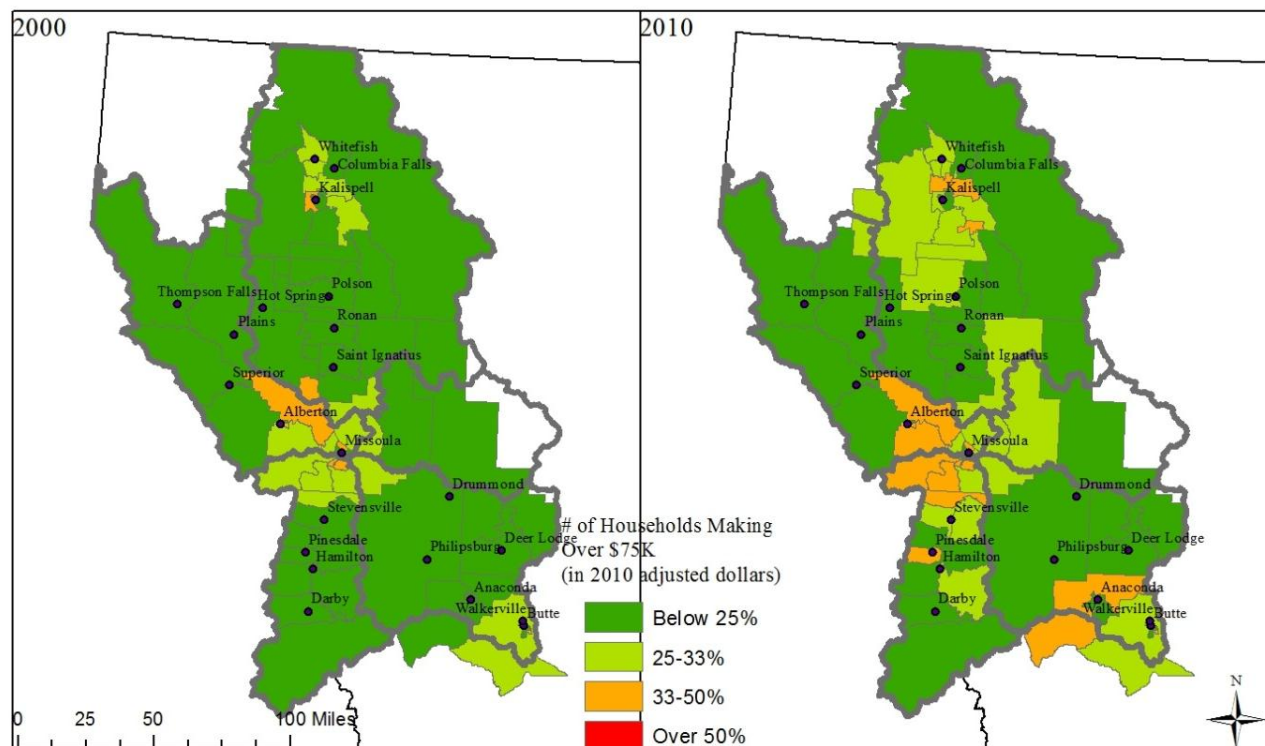 2000
Whitefish
Columbia Falls
Kalispell
Thompson Falls
Hot Spring
Polson
Plains
Ronan
Superior
Saint Ignatius
Alberton
Missoula
Drummond
Stevensville
Pinesdale
Hamilton
Philipsburg
Deer Lodge
Darby
Anaconda
Walkerville
Butte
0 25 50 100 Miles
# of Households Making
Over $75K
(in 2010 adjusted dollars)
Below 25%
25-33%
33-50%
Over 50%
2010
Whitefish
Columbia Falls
Kalispell
Thompson Falls
Hot Spring
Polson
Plains
Ronan
Superior
Saint Ignatius
Alberton
Missoula
Drummond
Stevensville
Pinesdale
Hamilton
Philipsburg
Deer Lodge
Darby
Anaconda
Walkerville
Butte
N